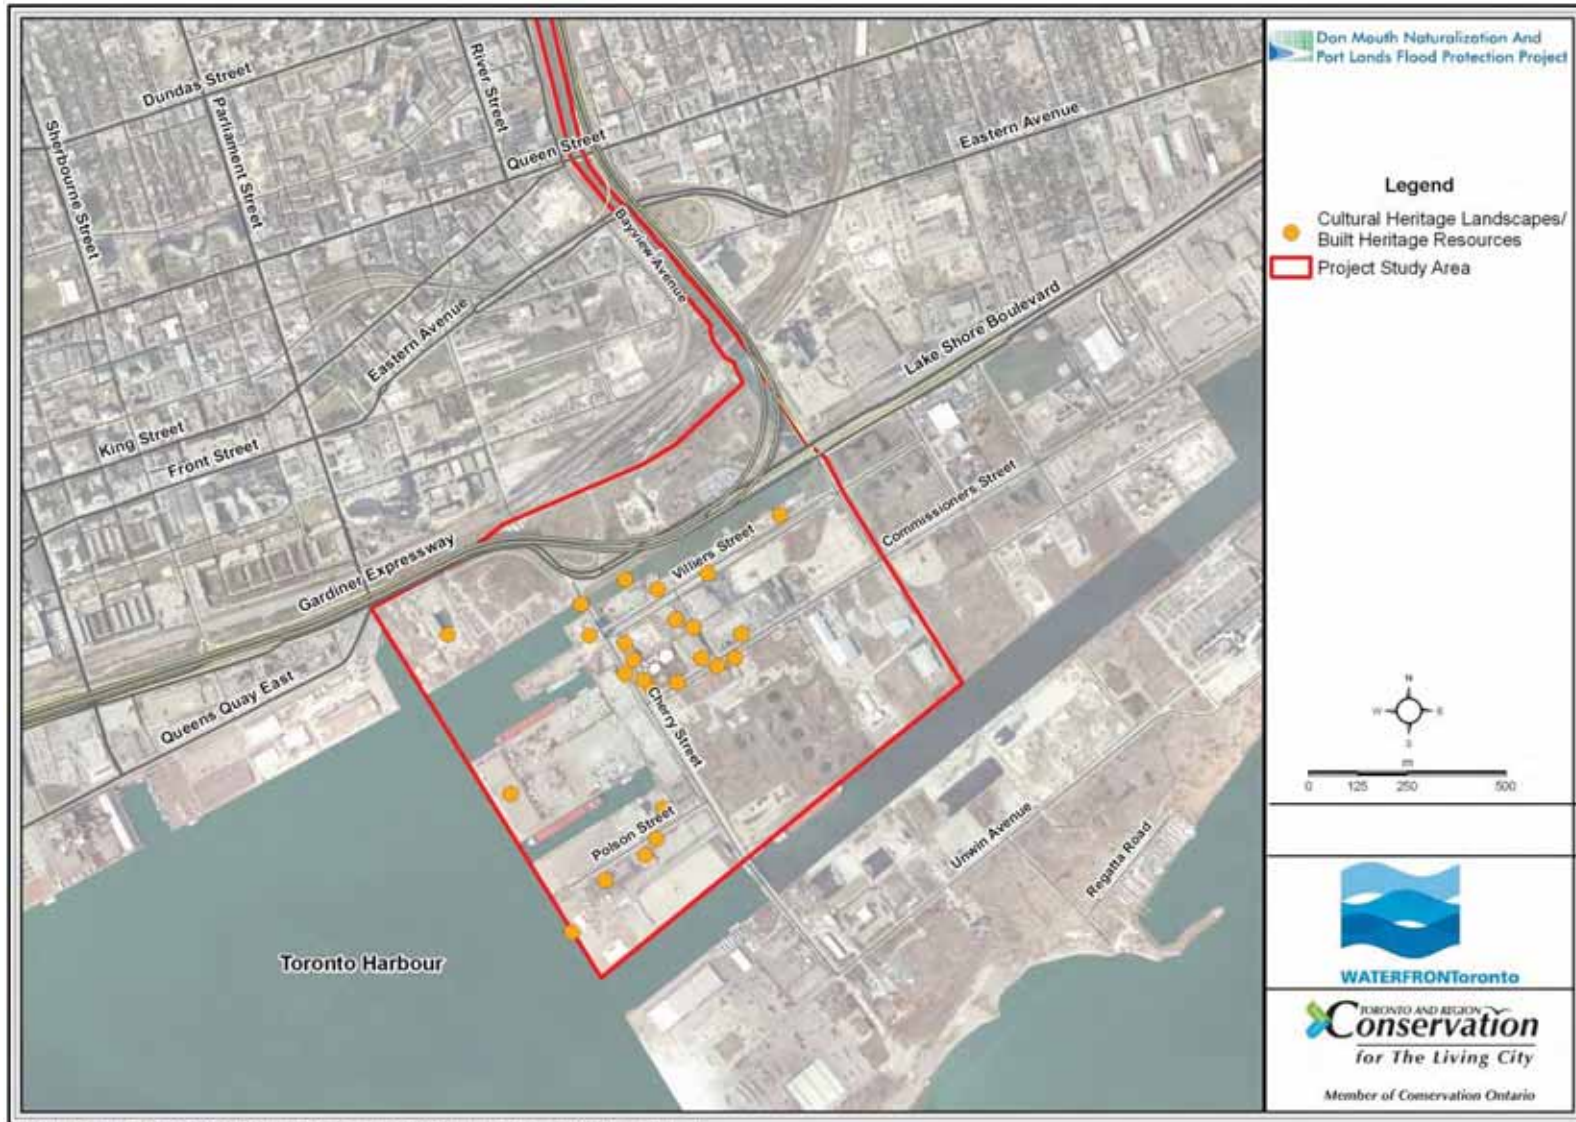 Dundas Street
River Street
Sherbourne Street
Parliament Street
Queen Street
Eastern Avenue
Bayview Avenue
Eastern Avenue
Lake Shore Boulevard
King Street
Front Street
Commissioners Street
Villiers Street
Gardiner Expressway
Queens Quay East
Cherry Street
Polson Street
Unwin Avenue
Regatta Road
Toronto Harbour
Don Mouth Naturalization And
Port Lands Flood Protection Project
Legend
Cultural Heritage Landscapes/
Built Heritage Resources
Project Study Area
N
W E
S
m
0 125 250 500
WATERFRONToronto
TORONTO AND REGION
Conservation
for The Living City
Member of Conservation Ontario